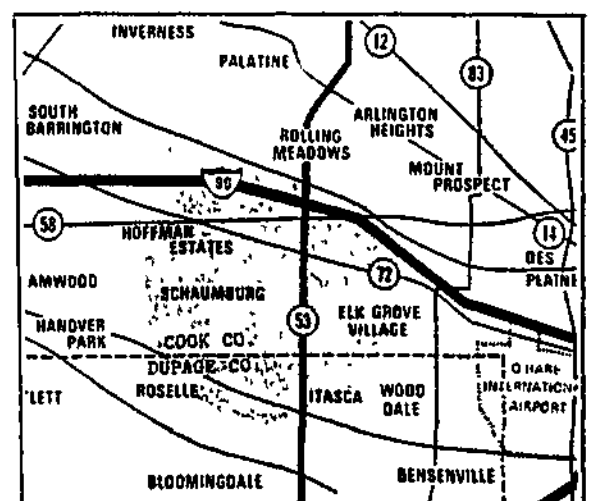 INVERNESS
12
PALATINE
83
SOUTH
BARRINGTON
ARLINGTON
HEIGHTS
45
ROLLING
MEADOWS
MOUNT
PROSPECT
90
58
HOFFMAN
ESTATES
14
DES
PLAINE
72
AMWOOD
SCHAUMBURG
ELK GROVE
VILLAGE
53
HANOVER
PARK
COOK CO.
DUPAGE CO.
O HARE
INTERNATION
AIRPORT
ROSELLE
ITASCA
WOOD
DALE
LETT
BLOOMINGDALE
BENSENVILLE